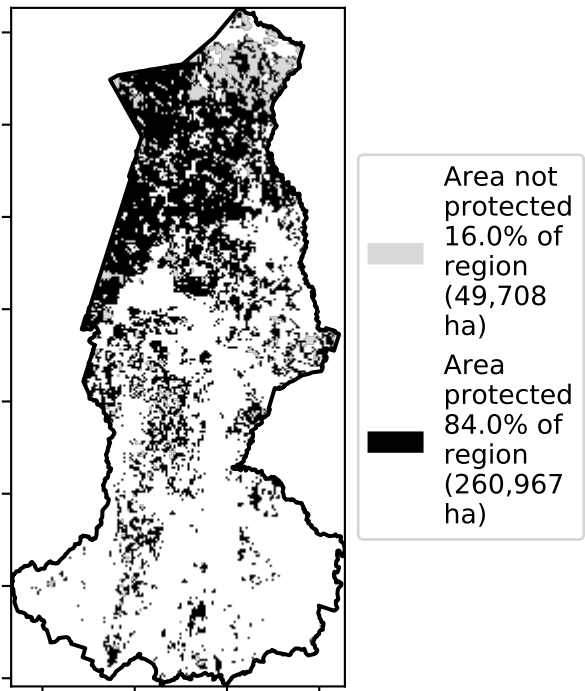 Area not
protected
16.0% of
region
(49,708
ha)
Area
protected
84.0% of
region
(260,967
ha)